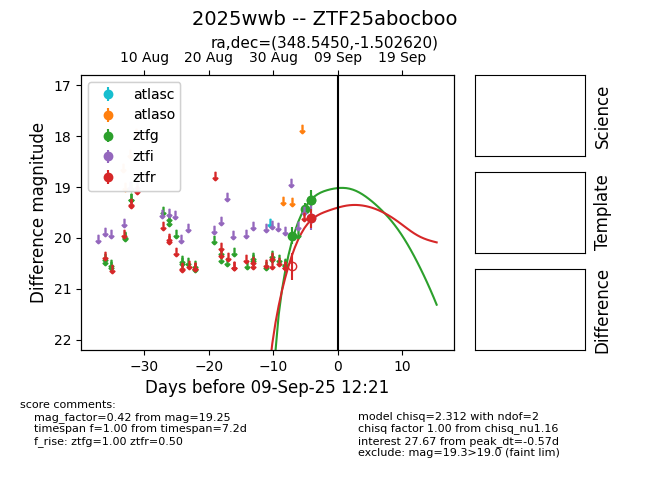 2025wwb -- ZTF25abocboo
ra,dec=(348.5450,-1.502620)
10 Aug 20 Aug 30 Aug 09 Sep 19 Sep
17
18
19
20
21
22
Difference magnitude
atlasc
atlaso
ztfg
ztfi
ztfr
−30 −20 −10 0 10
Days before 09-Sep-25 12:21
Science
Template
Difference
score comments:
mag_factor=0.42 from mag=19.25
timespan f=1.00 from timespan=7.2d
f_rise: ztfg=1.00 ztfr=0.50
model chisq=2.312 with ndof=2
chisq factor 1.00 from chisq_nu1.16
interest 27.67 from peak_dt=-0.57d
exclude: mag=19.3>19.0 (faint lim)